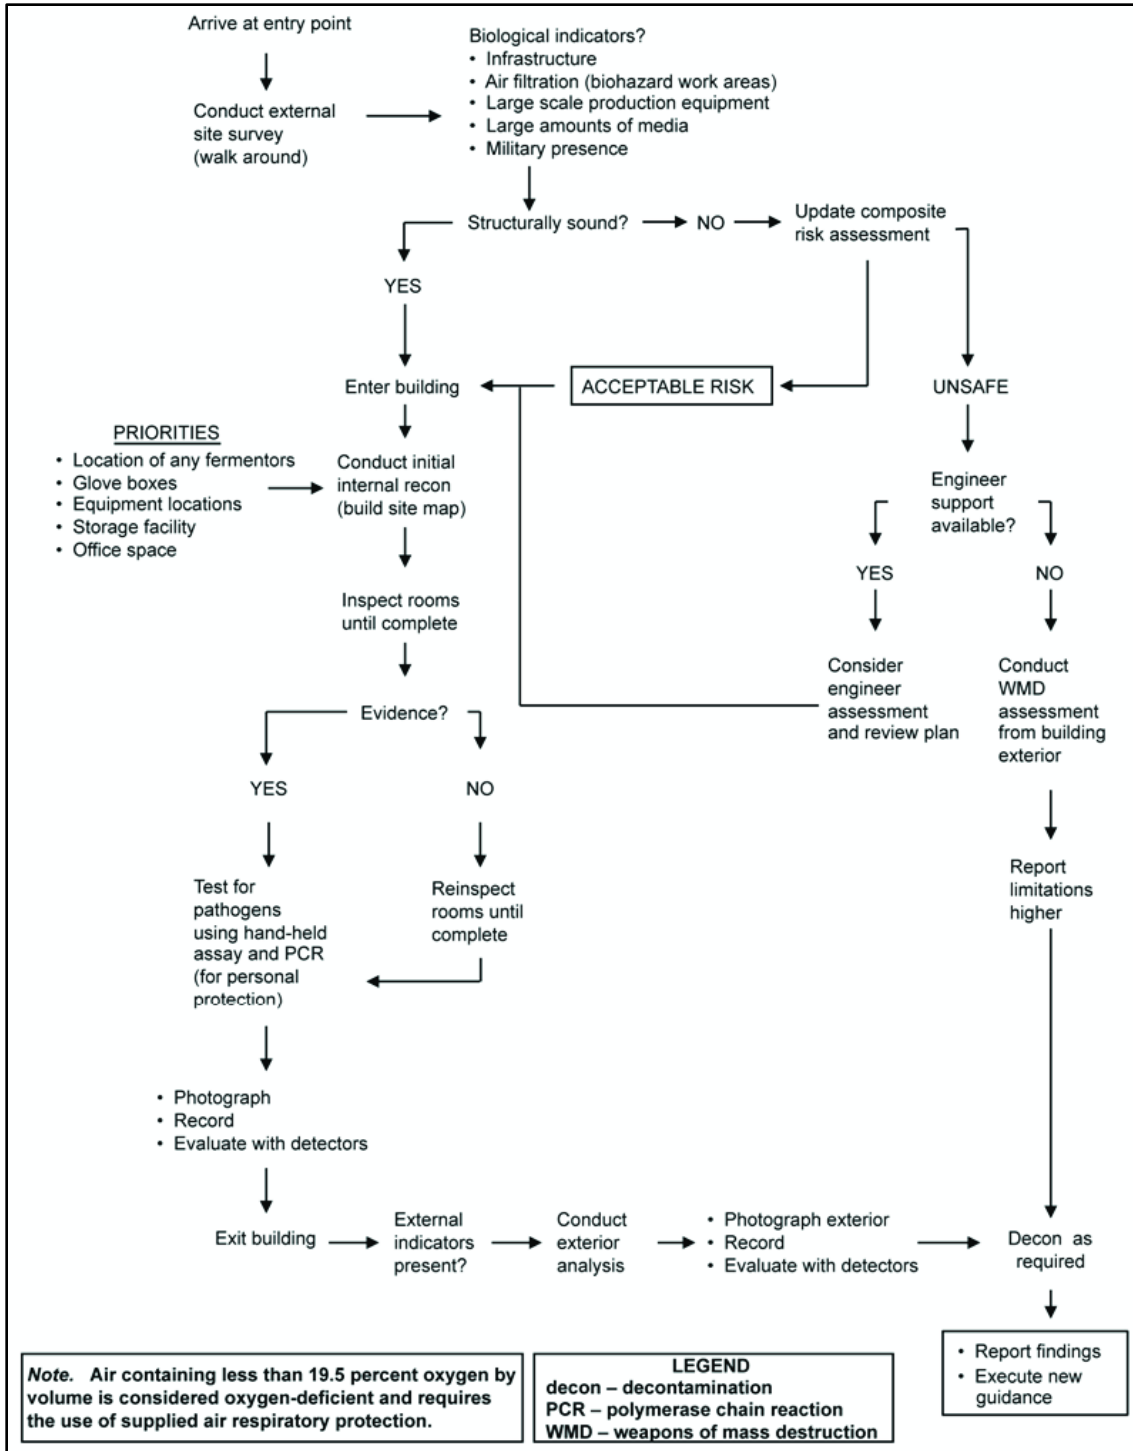 Arrive at entry point
Conduct external
site survey
(walk around)
Biological indicators?
• Infrastructure
• Air filtration (biohazard work areas)
• Large scale production equipment
• Large amounts of media
• Military presence
Structurally sound?
NO
Update composite
risk assessment
YES
Enter building
ACCEPTABLE RISK
UNSAFE
PRIORITIES
• Location of any fermentors
• Glove boxes
• Equipment locations
• Storage facility
• Office space
Conduct initial
internal recon
(build site map)
Engineer
support
available?
YES
NO
Inspect rooms
until complete
Consider
engineer
assessment
and review plan
Conduct
WMD
assessment
from building
exterior
Evidence?
YES
NO
Test for
pathogens
using hand-held
assay and PCR
(for personal
protection)
Reinspect
rooms until
complete
Report
limitations
higher
• Photograph
• Record
• Evaluate with detectors
Exit building
External
indicators
present?
Conduct
exterior
analysis
• Photograph exterior
• Record
• Evaluate with detectors
Decon as
required
• Report findings
• Execute new
guidance
Note. Air containing less than 19.5 percent oxygen by
volume is considered oxygen-deficient and requires
the use of supplied air respiratory protection.
LEGEND
decon – decontamination
PCR – polymerase chain reaction
WMD – weapons of mass destruction